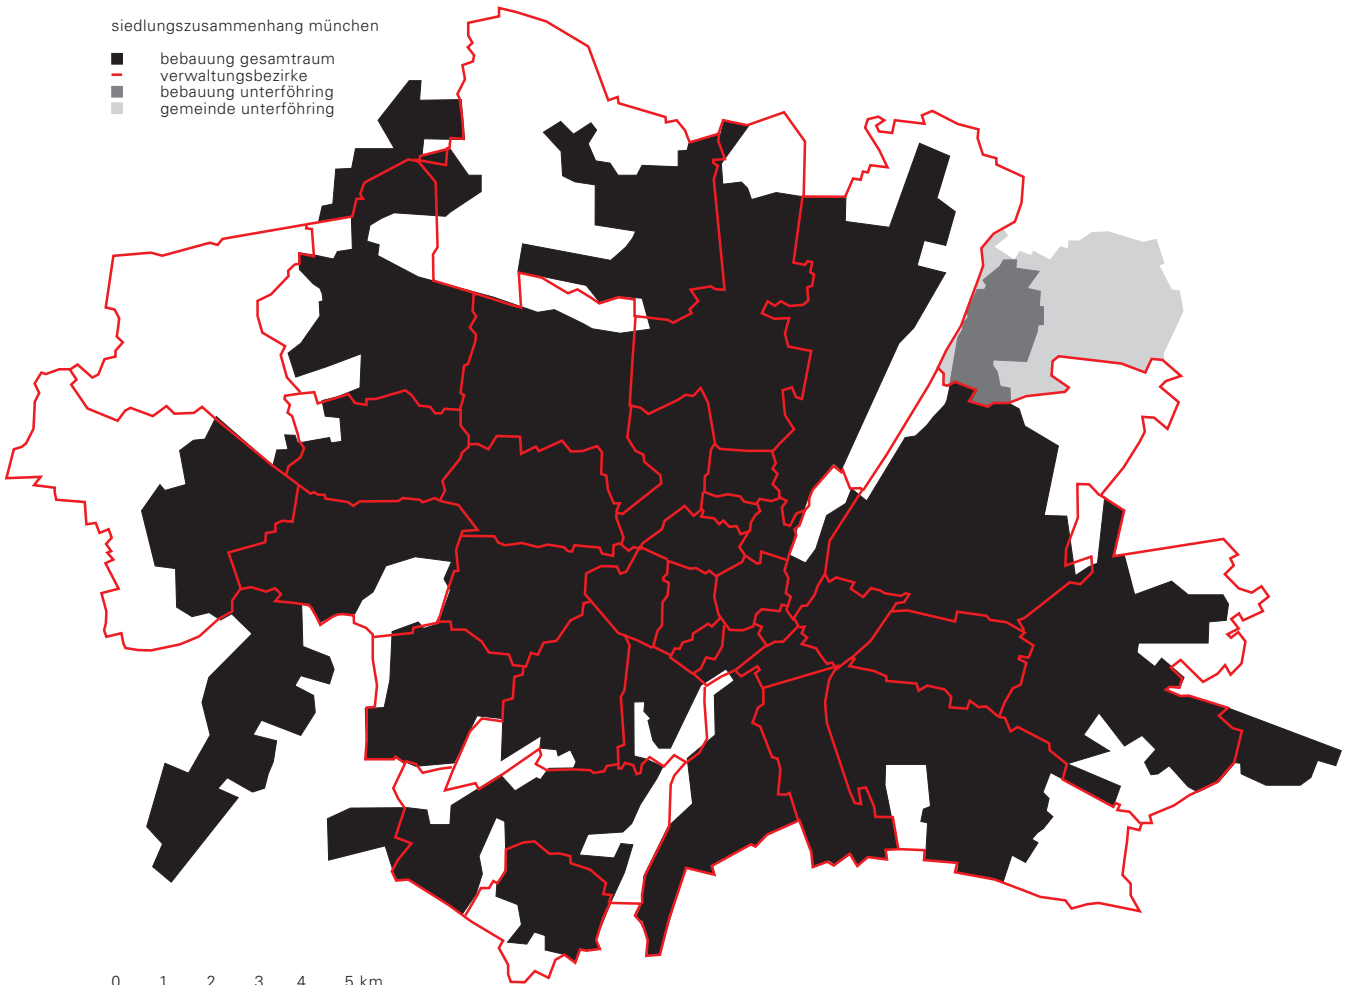 siedlungszusammenhang münchen
bebauung gesamtraum
verwaltungsbezirke
bebauung unterföhring
gemeinde unterföhring
0 1 2 3 4 5 km